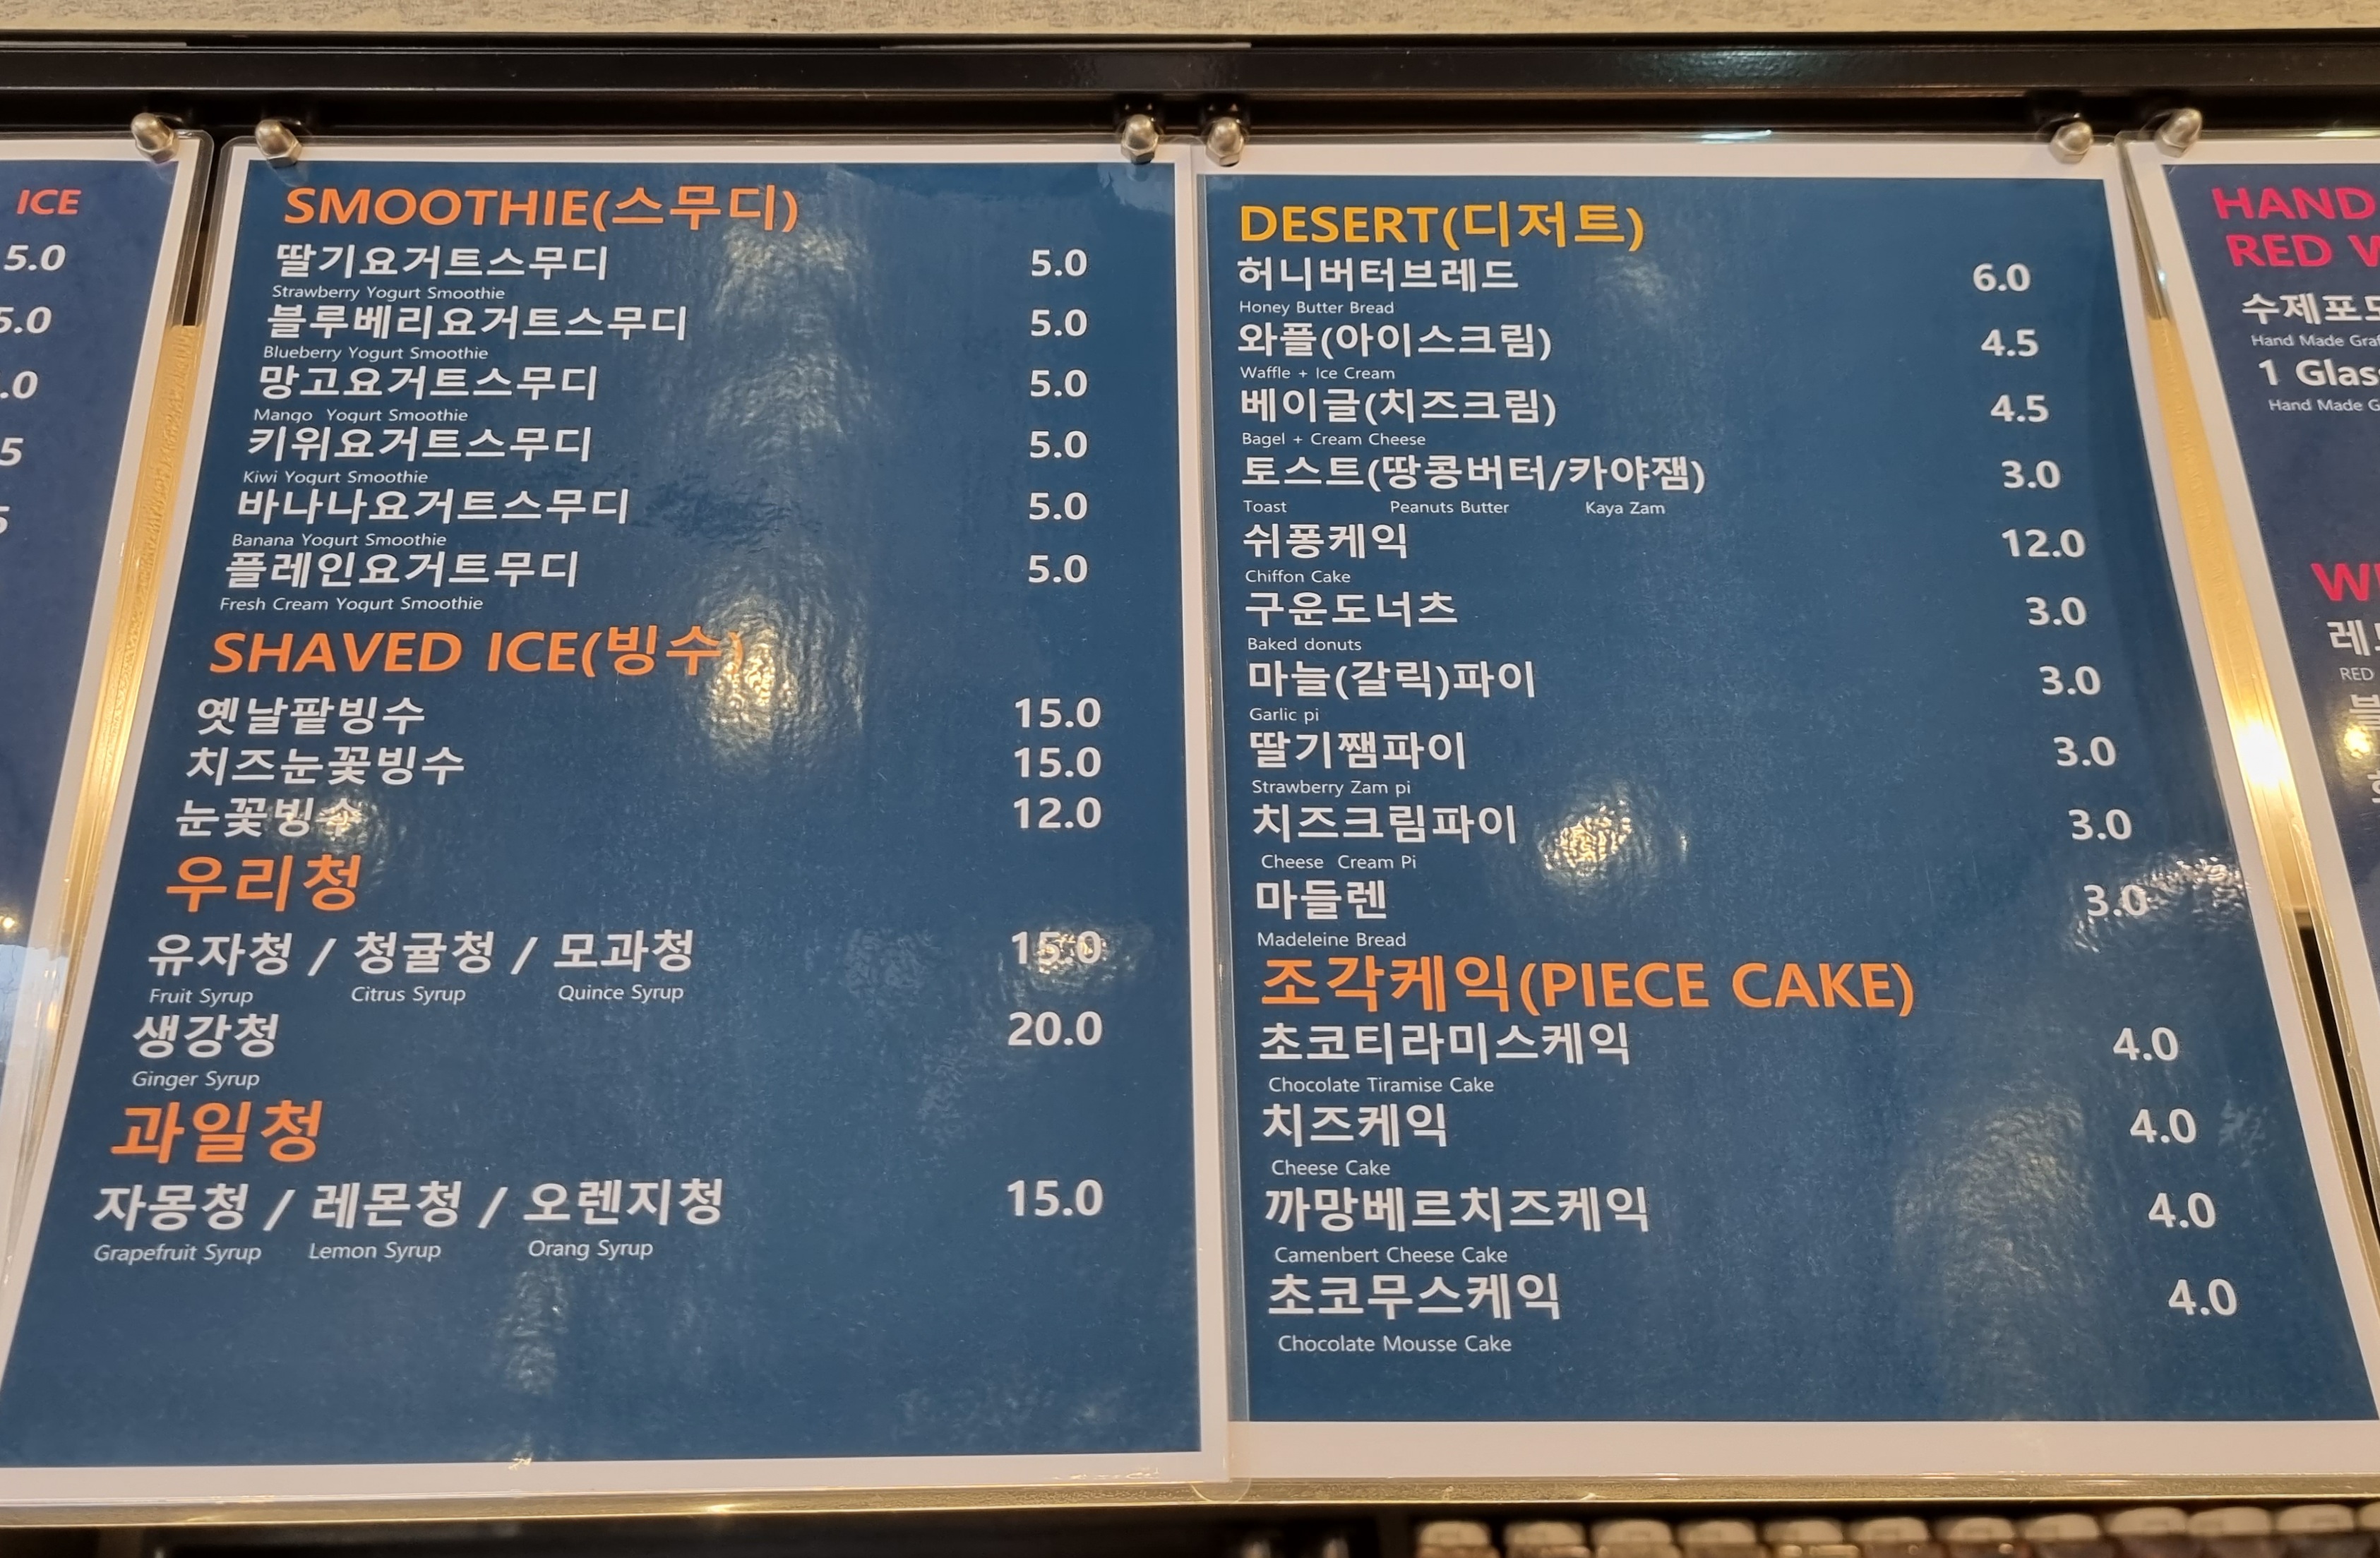 ICE
5.0
5.0
.0
5
5
SMOOTHIE(스무디)
딸기요거트스무디 5.0
Strawberry Yogurt Smoothie
블루베리요거트스무디 5.0
Blueberry Yogurt Smoothie
망고요거트스무디 5.0
Mango Yogurt Smoothie
키위요거트스무디 5.0
Kiwi Yogurt Smoothie
바나나요거트스무디 5.0
Banana Yogurt Smoothie
플레인요거트무디 5.0
Fresh Cream Yogurt Smoothie
SHAVED ICE(빙수)
옛날팥빙수 15.0
치즈눈꽃빙수 15.0
눈꽃빙수 12.0
우리청
유자청 / 청귤청 / 모과청 15.0
Fruit Syrup Citrus Syrup Quince Syrup
생강청 20.0
Ginger Syrup
과일청
자몽청 / 레몬청 / 오렌지청 15.0
Grapefruit Syrup Lemon Syrup Orang Syrup
DESERT(디저트)
허니버터브레드 6.0
Honey Butter Bread
와플(아이스크림) 4.5
Waffle + Ice Cream
베이글(치즈크림) 4.5
Bagel + Cream Cheese
토스트(땅콩버터/카야잼) 3.0
Toast Peanuts Butter Kaya Zam
쉬퐁케익 12.0
Chiffon Cake
구운도너츠 3.0
Baked donuts
마늘(갈릭)파이 3.0
Garlic pi
딸기쨈파이 3.0
Strawberry Zam pi
치즈크림파이 3.0
Cheese Cream Pi
마들렌 3.0
Madeleine Bread
조각케익(PIECE CAKE)
초코티라미스케익 4.0
Chocolate Tiramise Cake
치즈케익 4.0
Cheese Cake
까망베르치즈케익 4.0
Camenbert Cheese Cake
초코무스케익 4.0
Chocolate Mousse Cake
HAND
RED
수제포
Hand Made
1 Glas
Hand Made G
레
RED